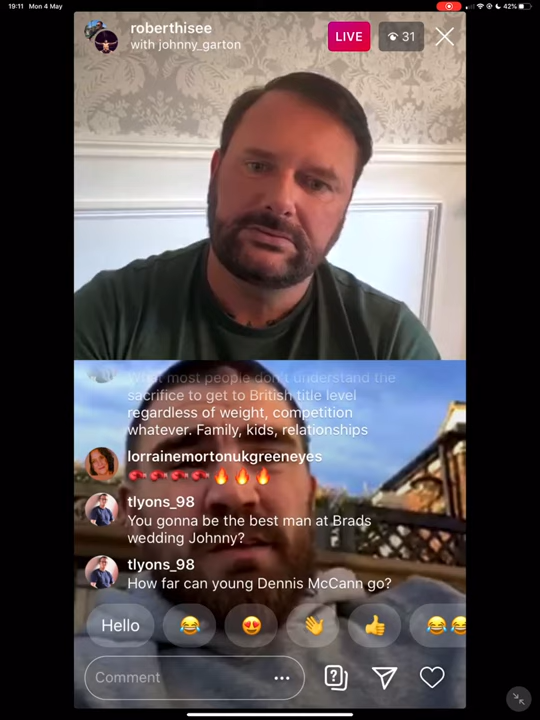 19:11 Mon 4 May
42%
roberthisee
with johnny_garton
LIVE
31
What most people don't understand the
sacrifice to get to British title level
regardless of weight, competition
whatever. Family, kids, relationships
lorrainemortonukgreeneyes
tlyons_98
You gonna be the best man at Brads
wedding Johnny?
tlyons_98
How far can young Dennis McCann go?
Hello
Comment